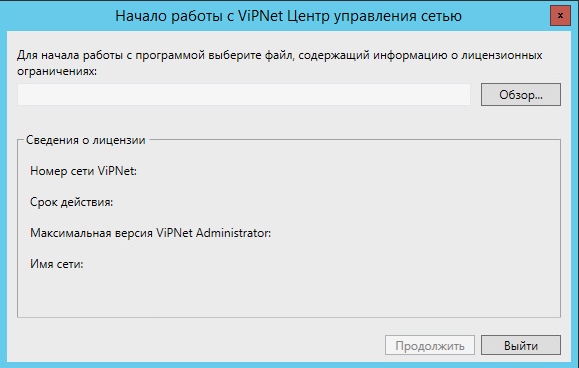 Начало работы с ViPNet Центр управления сетью
x
Для начала работы с программой выберите файл, содержащий информацию о лицензионных
ограничениях:
Обзор...
Сведения о лицензии
Номер сети ViPNet:
Срок действия:
Максимальная версия ViPNet Administrator:
Имя сети:
Продолжить Выйти